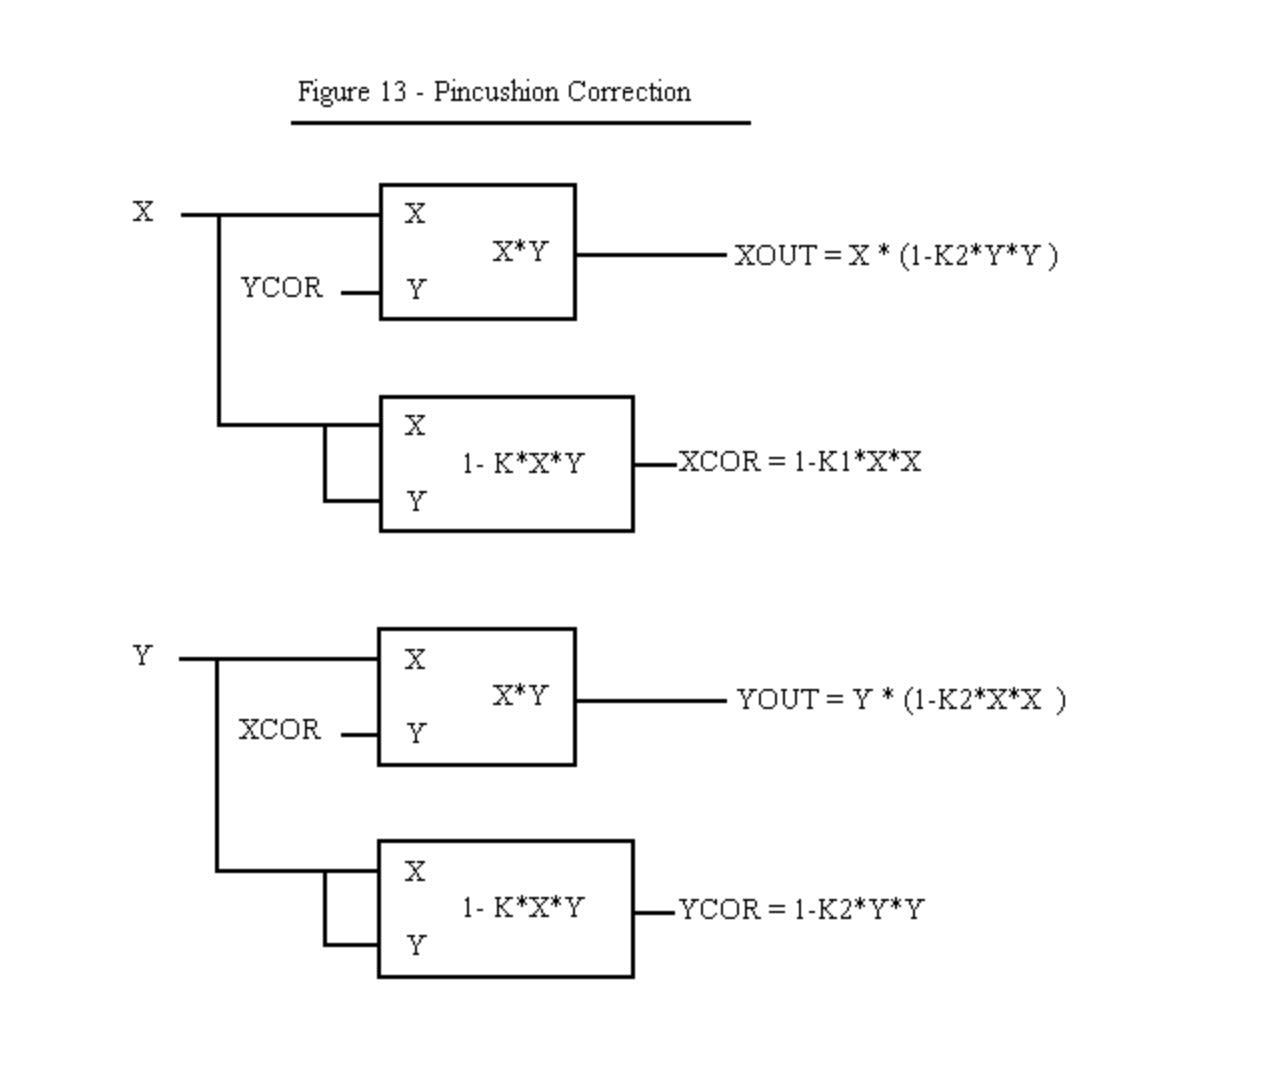 Figure 13 - Pincushion Correction
X
X
X*Y
XOUT = X * (1-K2*Y*Y )
YCOR
Y
X
1- K*X*Y
XCOR = 1-K1*X*X
Y
Y
X
X*Y
YOUT = Y * (1-K2*X*X )
XCOR
Y
X
1- K*X*Y
YCOR = 1-K2*Y*Y
Y